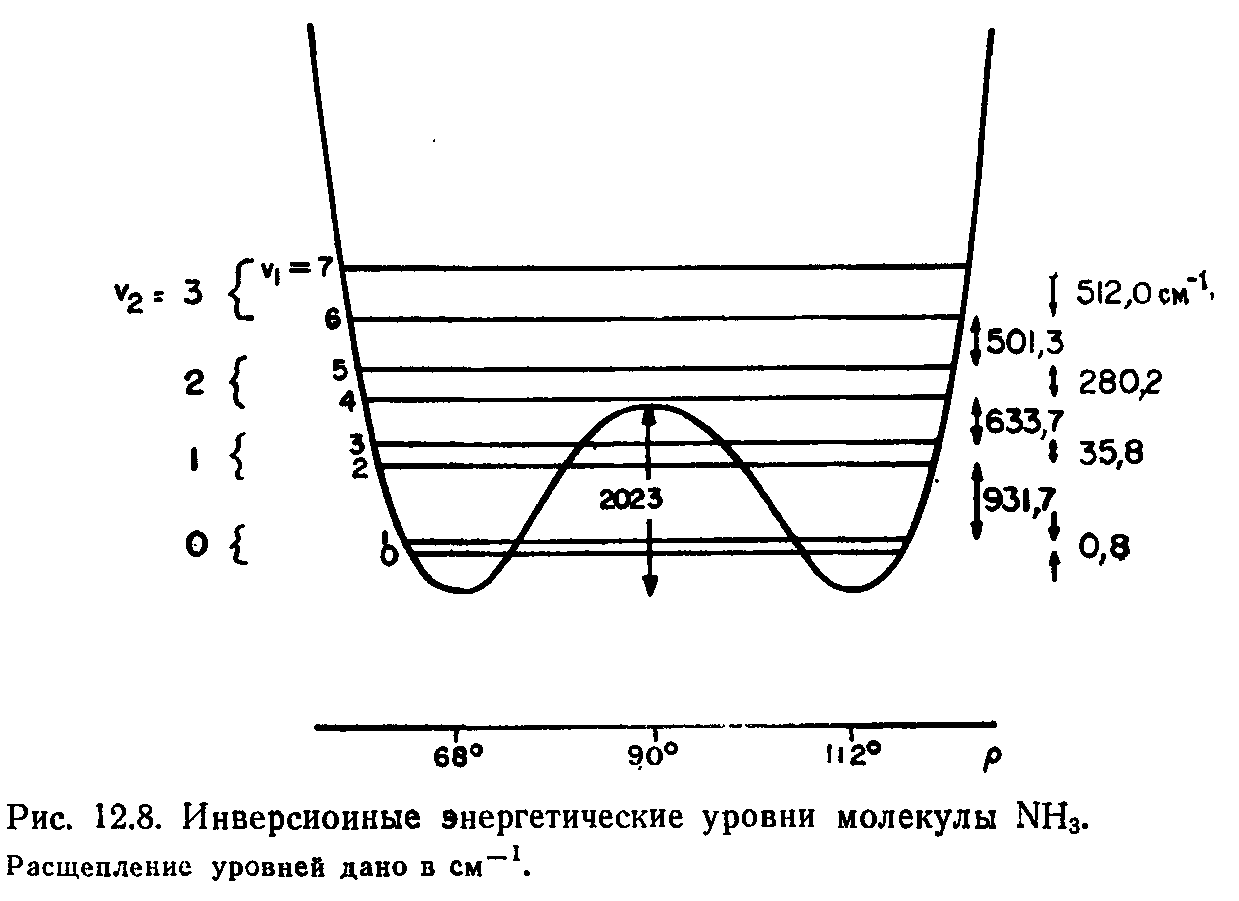 v₂ = 3 { v₁ = 7 512,0 см⁻¹.
6 501,3
5
2 { 280,2
4 633,7
3
1 { 35,8
2
2023 931,7
1
0 { 0,8
0
68° 90° 112° ρ
Рис. 12.8. Инверсионные энергетические уровни молекулы NH₃.
Расщепление уровней дано в см⁻¹.